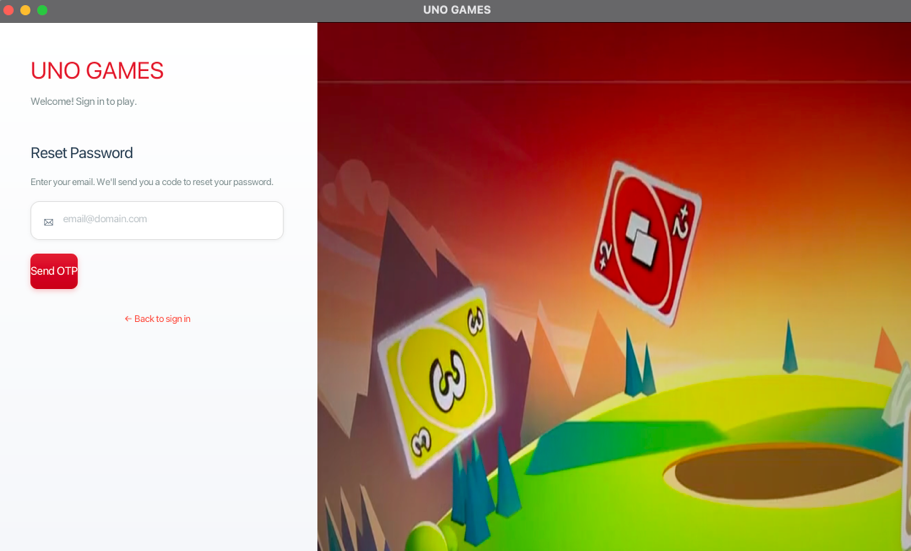 UNO GAMES
UNO GAMES
Welcome! Sign in to play.
Reset Password
Enter your email. We'll send you a code to reset your password.
email@domain.com
Send OTP
← Back to sign in
+2
+2
3
3
3